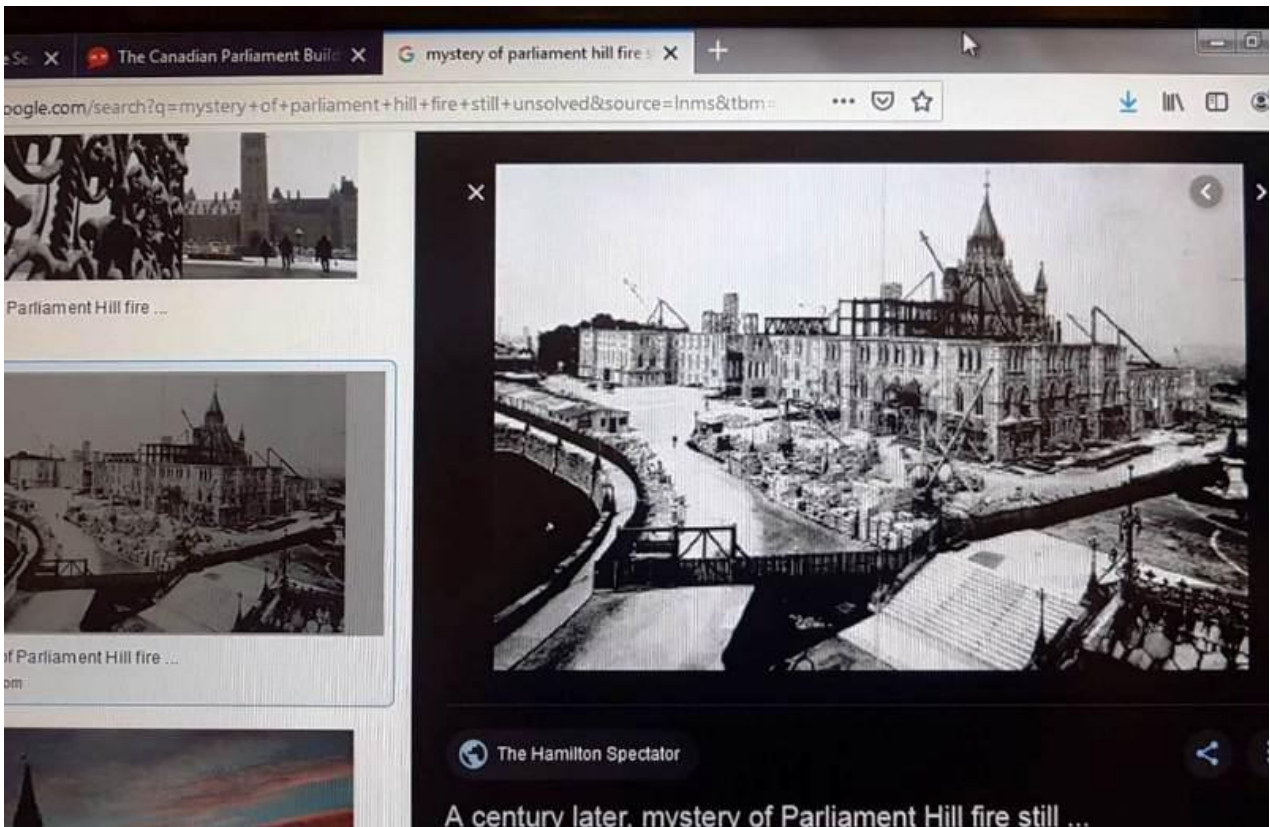 The Canadian Parliament Build
mystery of parliament hill fire s
oogle.com/search?q=mystery+of+parliament+hill+fire+still+unsolved&source=lnms&tbm=
Parliament Hill fire ...
of Parliament Hill fire ...
om
The Hamilton Spectator
A century later, mystery of Parliament Hill fire still ...